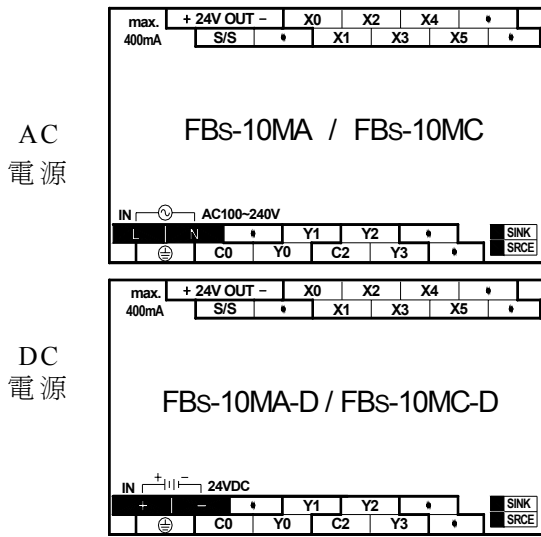 max. + 24V OUT − X0 X2 X4 •
400mA S/S • X1 X3 X5 •
AC
電源
FBs-10MA / FBs-10MC
IN AC100~240V
L N • Y1 Y2 • SINK
C0 Y0 C2 Y3 • SRCE
max. + 24V OUT − X0 X2 X4 •
400mA S/S • X1 X3 X5 •
DC
電源
FBs-10MA-D / FBs-10MC-D
IN + − 24VDC
+ − • Y1 Y2 • SINK
C0 Y0 C2 Y3 • SRCE